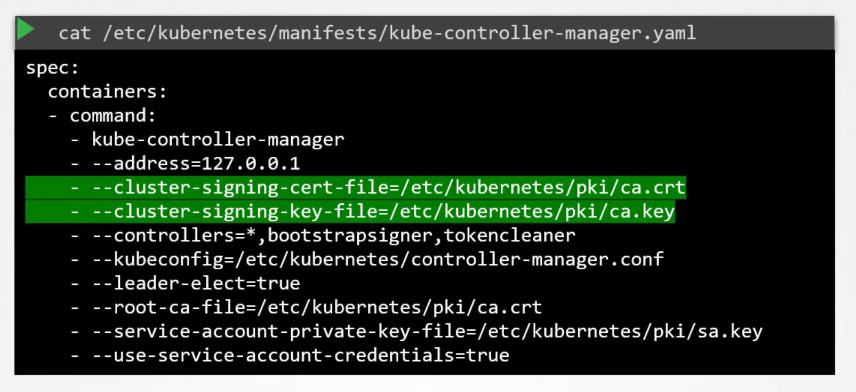 cat /etc/kubernetes/manifests/kube-controller-manager.yaml
spec:
  containers:
  - command:
    - kube-controller-manager
    - --address=127.0.0.1
    - --cluster-signing-cert-file=/etc/kubernetes/pki/ca.crt
    - --cluster-signing-key-file=/etc/kubernetes/pki/ca.key
    - --controllers=*,bootstrapsigner,tokencleaner
    - --kubeconfig=/etc/kubernetes/controller-manager.conf
    - --leader-elect=true
    - --root-ca-file=/etc/kubernetes/pki/ca.crt
    - --service-account-private-key-file=/etc/kubernetes/pki/sa.key
    - --use-service-account-credentials=true